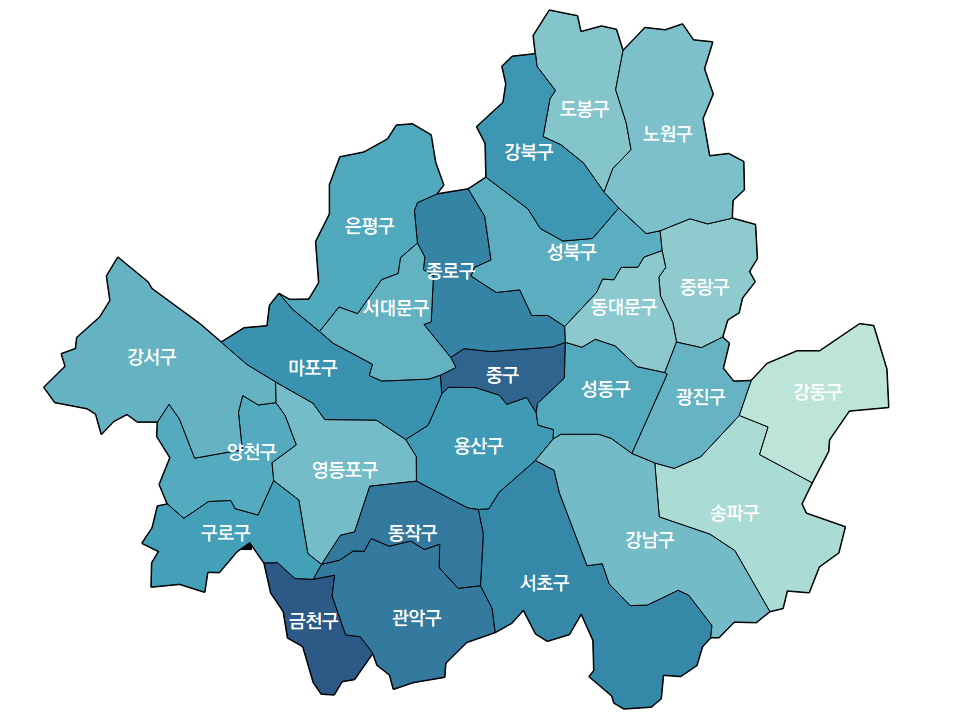 도봉구
노원구
강북구
은평구
성북구
종로구
중랑구
서대문구
동대문구
강서구
마포구
중구
성동구
광진구
강동구
양천구
용산구
영등포구
송파구
구로구
동작구
강남구
서초구
금천구
관악구